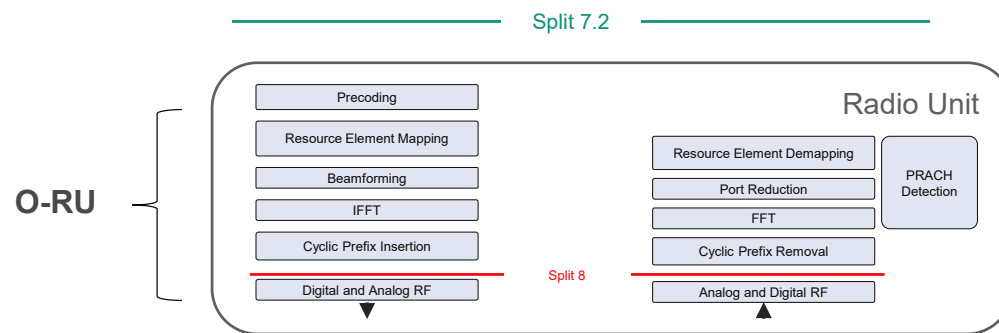 Split 7.2
Radio Unit
O-RU
Precoding
Resource Element Mapping
Beamforming
IFFT
Cyclic Prefix Insertion
Digital and Analog RF
Split 8
Resource Element Demapping
Port Reduction
FFT
Cyclic Prefix Removal
Analog and Digital RF
PRACH
Detection